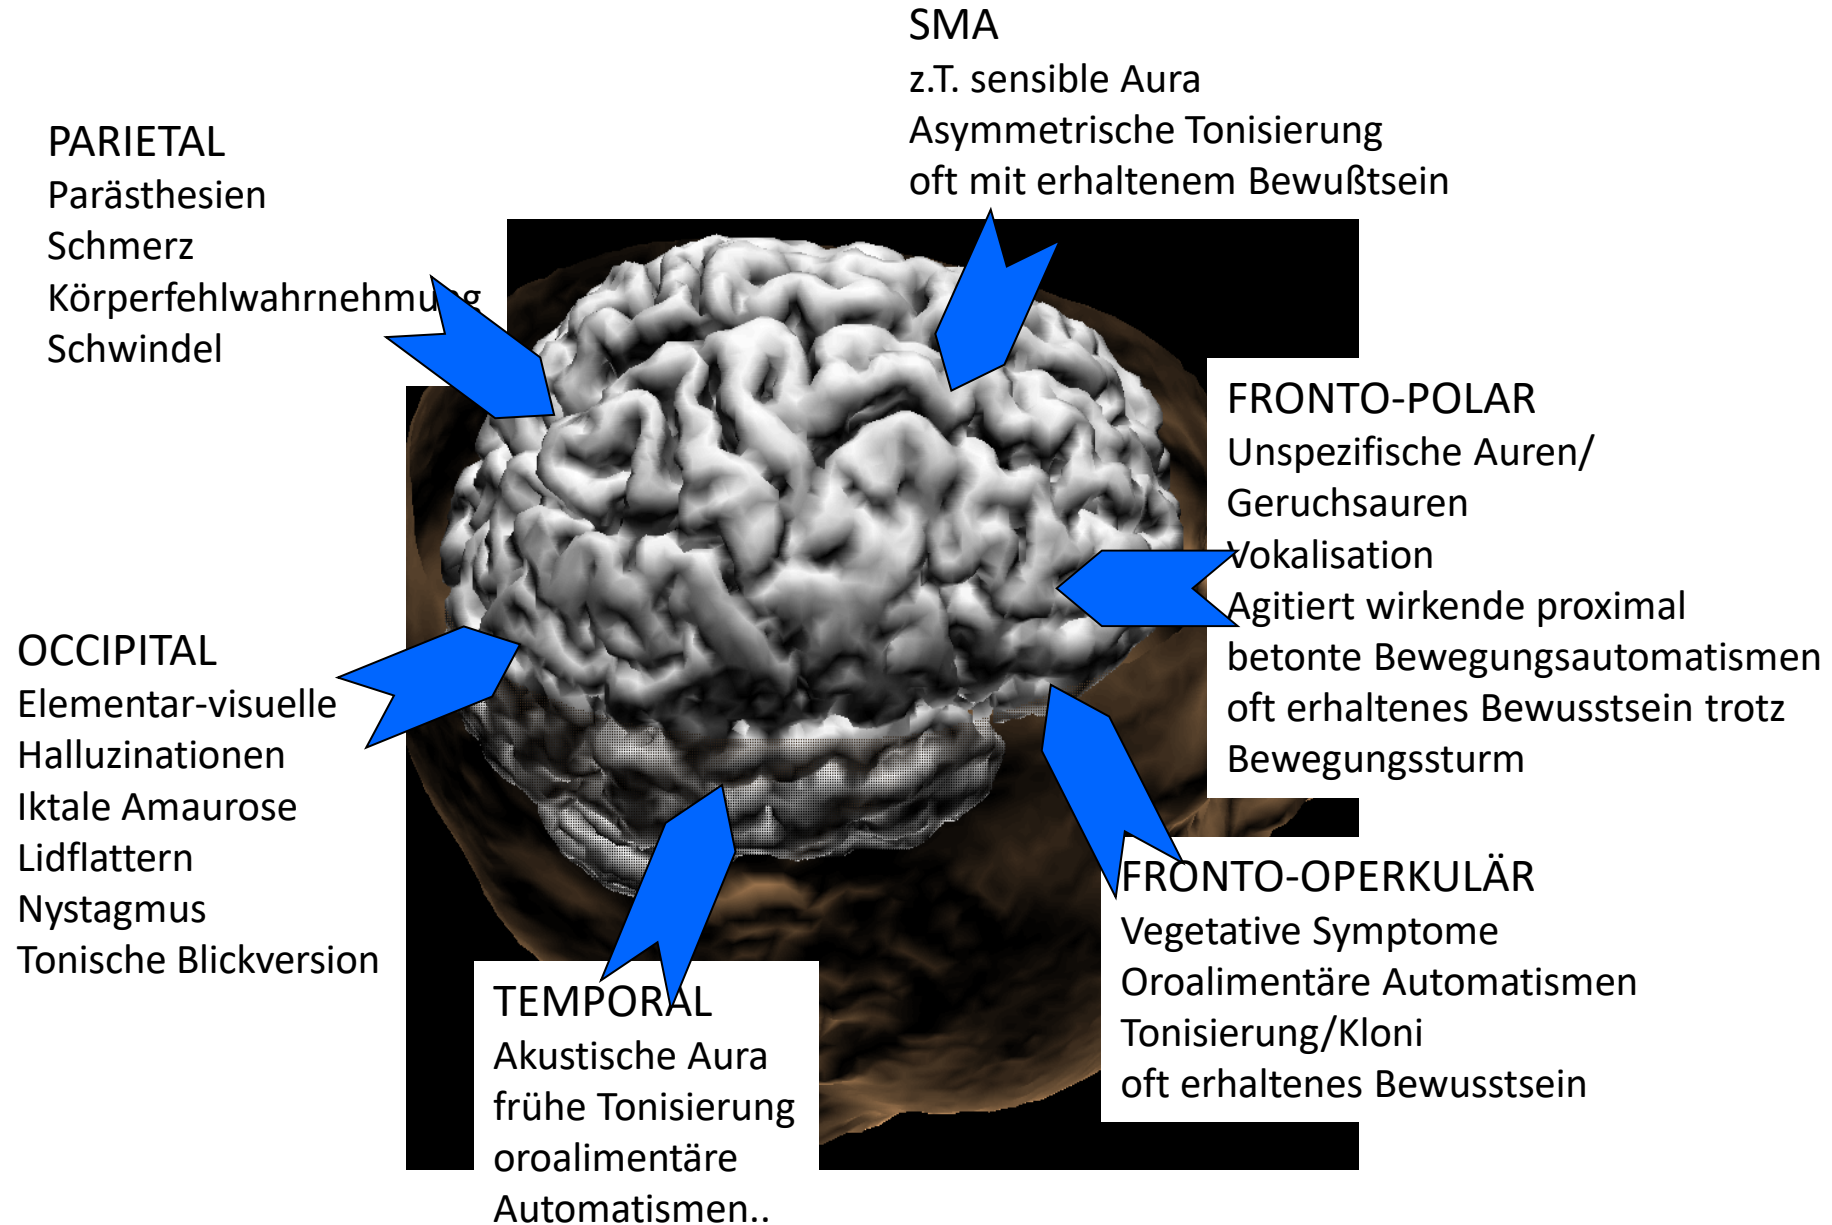 SMA
z.T. sensible Aura
Asymmetrische Tonisierung
oft mit erhaltenem Bewußtsein
PARIETAL
Parästhesien
Schmerz
Körperfehlwahrnehmung
Schwindel
FRONTO-POLAR
Unspezifische Auren/
Geruchsauren
Vokalisation
Agitiert wirkende proximal
betonte Bewegungsautomatismen
oft erhaltenes Bewusstsein trotz
Bewegungssturm
OCCIPITAL
Elementar-visuelle
Halluzinationen
Iktale Amaurose
Lidflattern
Nystagmus
Tonische Blickversion
FRONTO-OPERKULÄR
Vegetative Symptome
Oroalimentäre Automatismen
Tonisierung/Kloni
oft erhaltenes Bewusstsein
TEMPORAL
Akustische Aura
frühe Tonisierung
oroalimentäre
Automatismen..